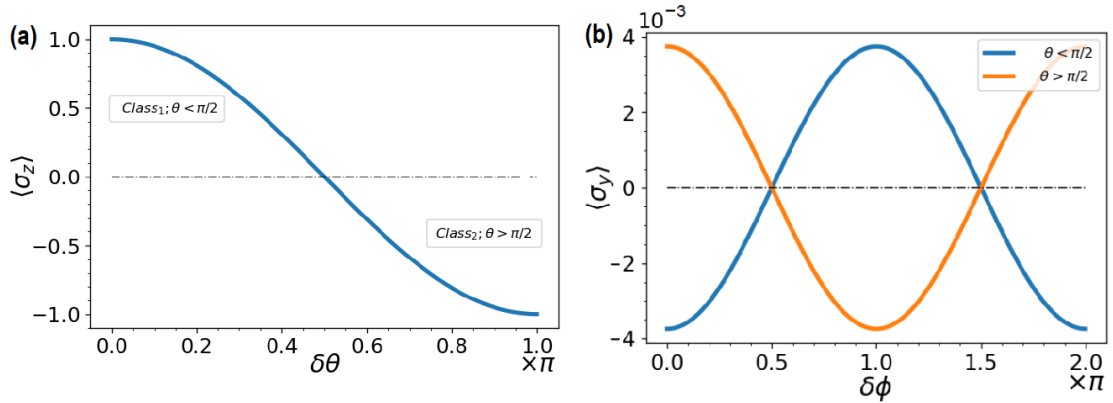 (a)
1.0
0.5
0.0
−0.5
−1.0
⟨σz⟩
Class1; θ < π/2
Class2; θ > π/2
0.0 0.2 0.4 0.6 0.8 1.0
δθ ×π
(b)
10⁻³
4
2
0
−2
−4
⟨σy⟩
θ < π/2
θ > π/2
0.0 0.5 1.0 1.5 2.0
δϕ ×π